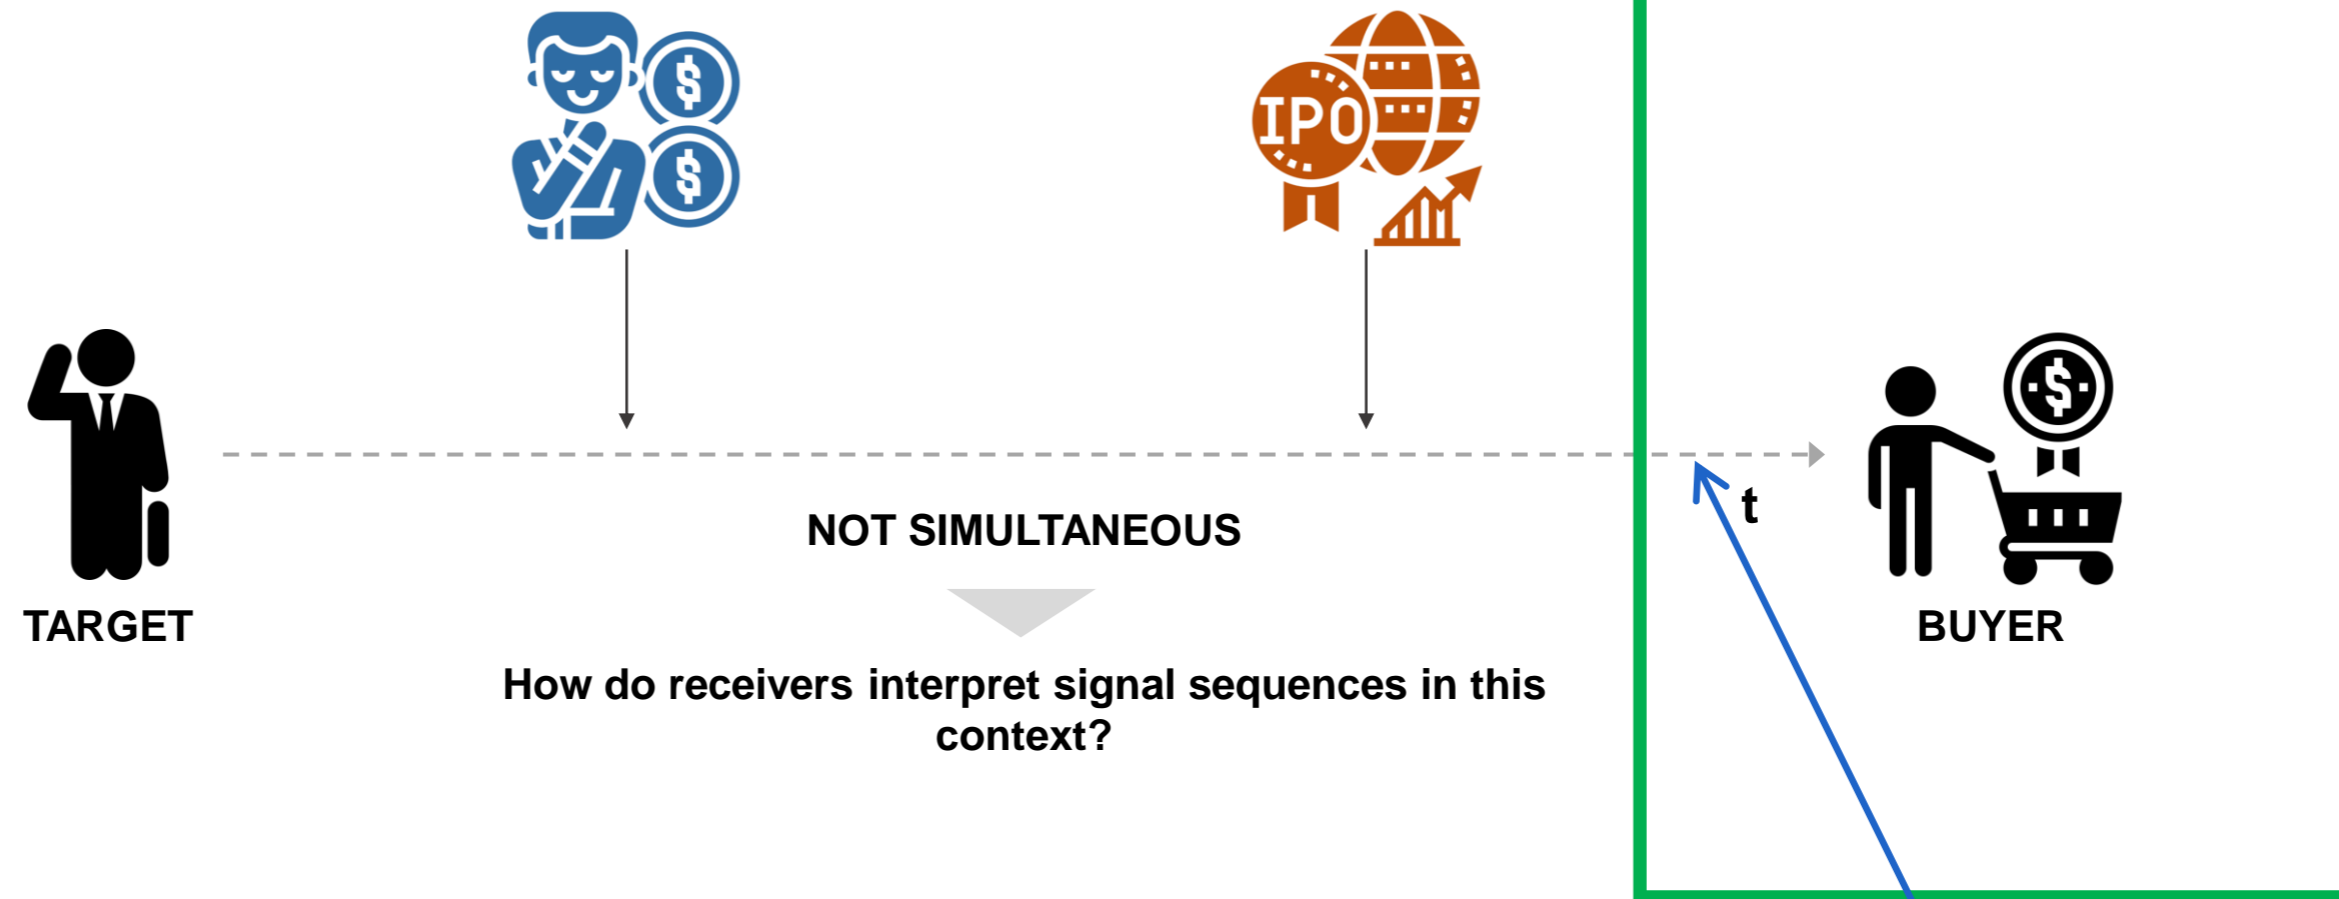 $
$
IPO
$
t
NOT SIMULTANEOUS
TARGET
BUYER
How do receivers interpret signal sequences in this
context?